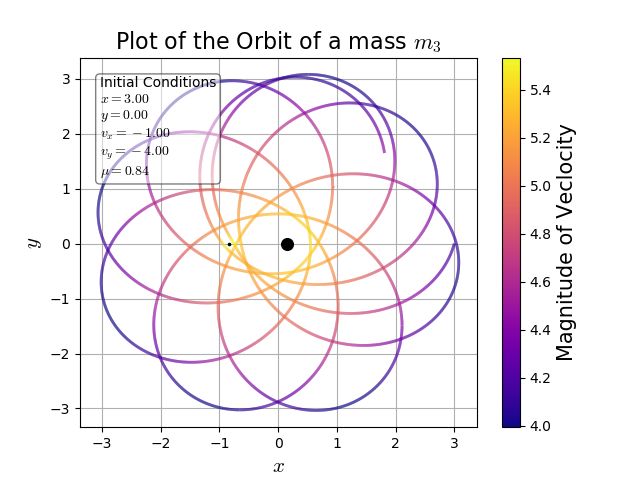 Plot of the Orbit of a mass m₃
Initial Conditions
x = 3.00
y = 0.00
vₓ = −1.00
v_y = −4.00
μ = 0.84
3
2
1
0
−1
−2
−3
y
−3
−2
−1
0
1
2
3
x
5.4
5.2
5.0
4.8
4.6
4.4
4.2
4.0
Magnitude of Veclocity